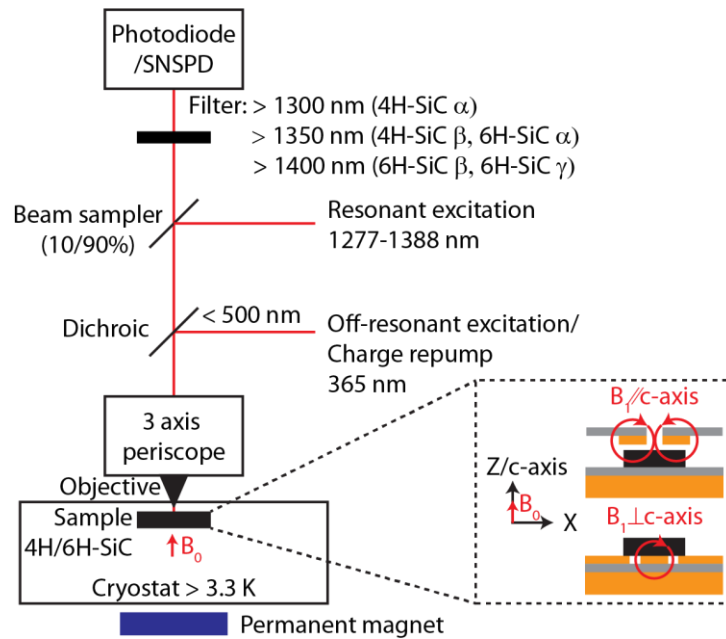 Photodiode
/SNSPD
Filter: > 1300 nm (4H-SiC α)
> 1350 nm (4H-SiC β, 6H-SiC α)
> 1400 nm (6H-SiC β, 6H-SiC γ)
Beam sampler
(10/90%)
Resonant excitation
1277-1388 nm
< 500 nm
Dichroic
Off-resonant excitation/
Charge repump
365 nm
3 axis
periscope
Objective
Sample
4H/6H-SiC
B₀
Cryostat > 3.3 K
Permanent magnet
B₁//c-axis
Z/c-axis
B₀
X
B₁⊥c-axis